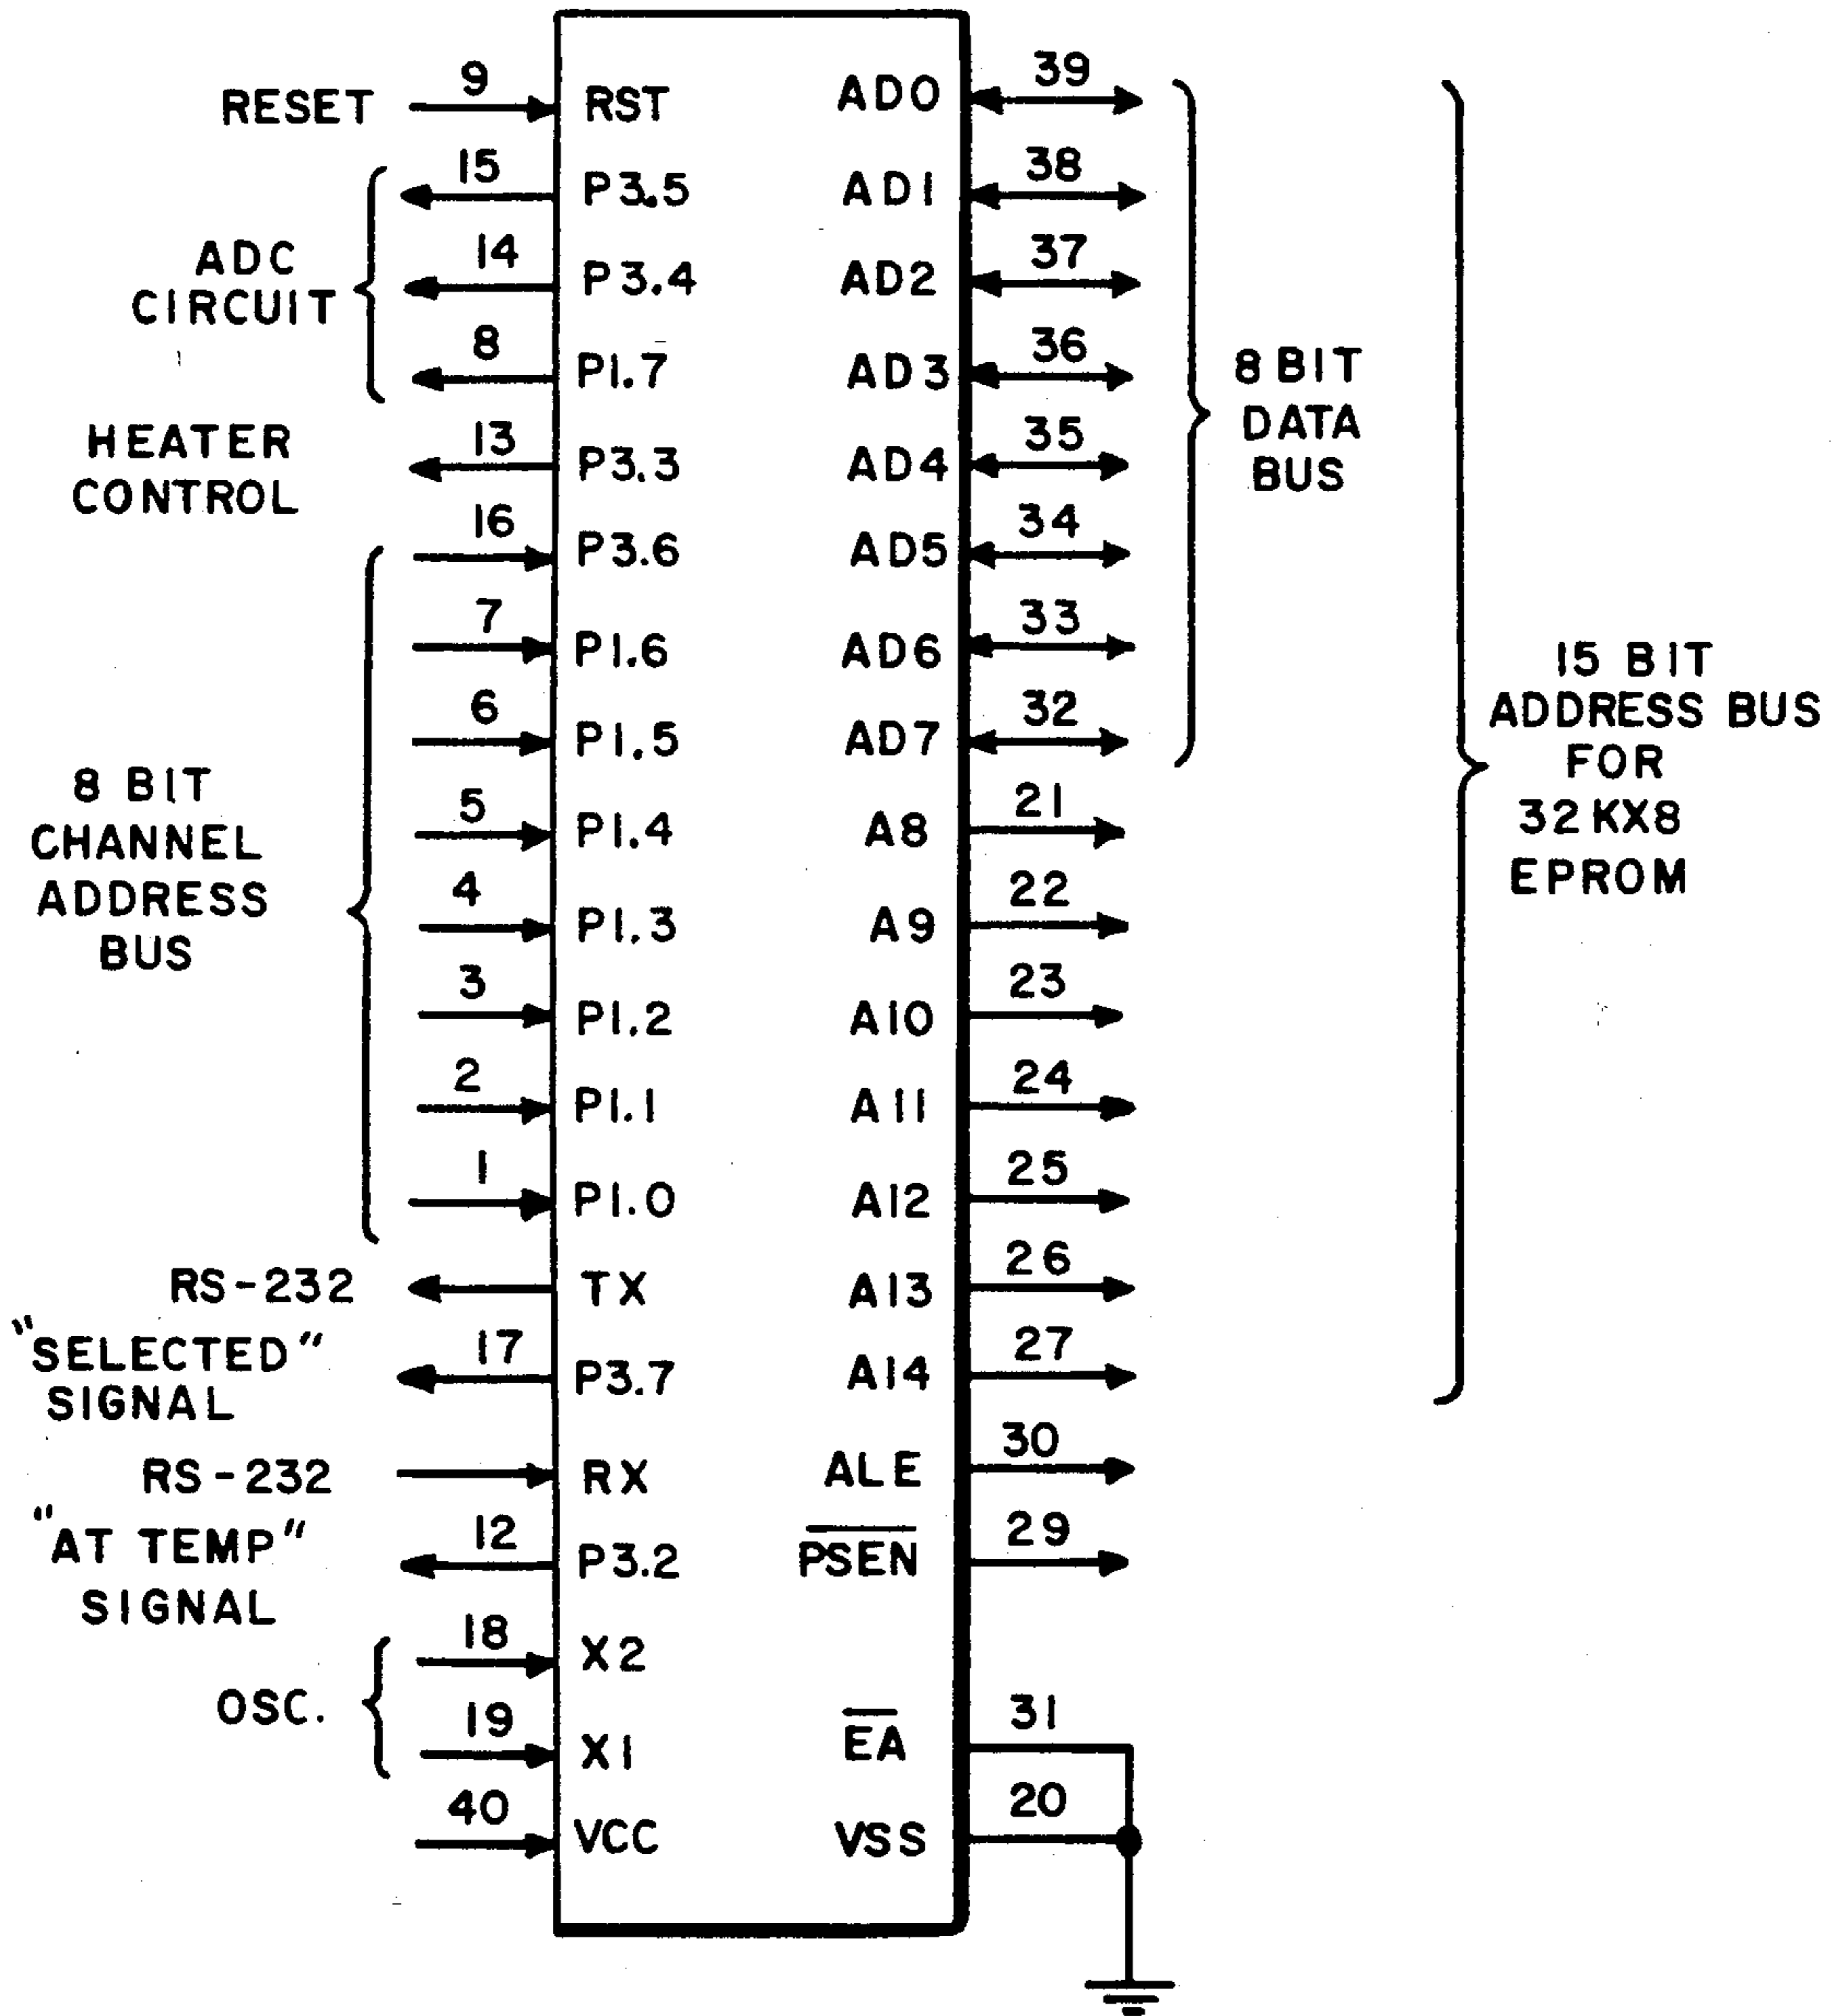 RESET 9 RST
ADC
CIRCUIT
15 P3.5
14 P3.4
8 P1.7
HEATER
CONTROL
13 P3.3
8 BIT
CHANNEL
ADDRESS
BUS
16 P3.6
7 P1.6
6 P1.5
5 P1.4
4 P1.3
3 P1.2
2 P1.1
1 P1.0
RS-232 TX
"SELECTED"
SIGNAL
17 P3.7
RS-232 RX
"AT TEMP"
SIGNAL
12 P3.2
OSC.
18 X2
19 X1
40 VCC
AD0 39
AD1 38
AD2 37
AD3 36
AD4 35
AD5 34
AD6 33
AD7 32
A8 21
A9 22
A10 23
A11 24
A12 25
A13 26
A14 27
ALE 30
PSEN 29
EA 31
VSS 20
8 BIT
DATA
BUS
15 BIT
ADDRESS BUS
FOR
32KX8
EPROM